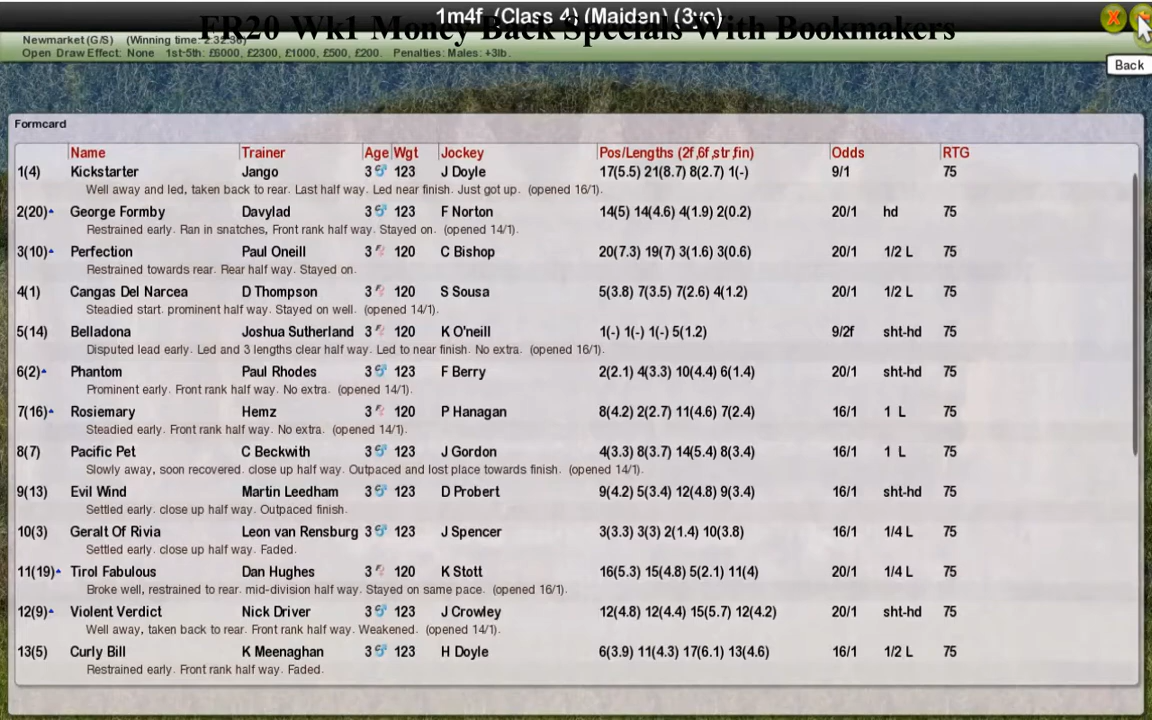 1m4f (Class 4) (Maiden) (3yo)
FR20 Wk1 Money Back Specials With Bookmakers
Newmarket (G/S) (Winning time: 2:32.56)
Open Draw Effect: None 1st-5th: £6000, £2300, £1000, £500, £200. Penalties: Males: +3lb.
Back
Formcard
Name Trainer Age Wgt Jockey Pos/Lengths (2f,6f,str,fin) Odds RTG
1(4) Kickstarter Jango 3 123 J Doyle 17(5.5) 21(8.7) 8(2.7) 1(-) 9/1 75
Well away and led, taken back to rear. Last half way. Led near finish. Just got up. (opened 16/1).
2(20) George Formby Davylad 3 123 F Norton 14(5) 14(4.6) 4(1.9) 2(0.2) 20/1 hd 75
Restrained early. Ran in snatches, Front rank half way. Stayed on. (opened 14/1).
3(10) Perfection Paul Oneill 3 120 C Bishop 20(7.3) 19(7) 3(1.6) 3(0.6) 20/1 1/2 L 75
Restrained towards rear. Rear half way. Stayed on.
4(1) Cangas Del Narcea D Thompson 3 120 S Sousa 5(3.8) 7(3.5) 7(2.6) 4(1.2) 20/1 1/2 L 75
Steadied start. prominent half way. Stayed on well. (opened 14/1).
5(14) Belladona Joshua Sutherland 3 120 K O'neill 1(-) 1(-) 1(-) 5(1.2) 9/2f sht-hd 75
Disputed lead early. Led and 3 lengths clear half way. Led to near finish. No extra. (opened 16/1).
6(2) Phantom Paul Rhodes 3 123 F Berry 2(2.1) 4(3.3) 10(4.4) 6(1.4) 20/1 sht-hd 75
Prominent early. Front rank half way. No extra. (opened 14/1).
7(16) Rosiemary Hemz 3 120 P Hanagan 8(4.2) 2(2.7) 11(4.6) 7(2.4) 16/1 1 L 75
Steadied early. Front rank half way. No extra. (opened 14/1).
8(7) Pacific Pet C Beckwith 3 123 J Gordon 4(3.3) 8(3.7) 14(5.4) 8(3.4) 16/1 1 L 75
Slowly away, soon recovered. close up half way. Outpaced and lost place towards finish. (opened 14/1).
9(13) Evil Wind Martin Leedham 3 123 D Probert 9(4.2) 5(3.4) 12(4.8) 9(3.4) 16/1 sht-hd 75
Settled early. close up half way. Outpaced finish.
10(3) Geralt Of Rivia Leon van Rensburg 3 123 J Spencer 3(3.3) 3(3) 2(1.4) 10(3.8) 16/1 1/4 L 75
Settled early. close up half way. Faded.
11(19) Tirol Fabulous Dan Hughes 3 120 K Stott 16(5.3) 15(4.8) 5(2.1) 11(4) 20/1 1/4 L 75
Broke well, restrained to rear. mid-division half way. Stayed on same pace. (opened 16/1).
12(9) Violent Verdict Nick Driver 3 123 J Crowley 12(4.8) 12(4.4) 15(5.7) 12(4.2) 20/1 sht-hd 75
Well away, taken back to rear. Front rank half way. Weakened. (opened 14/1).
13(5) Curly Bill K Meenaghan 3 123 H Doyle 6(3.9) 11(4.3) 17(6.1) 13(4.6) 16/1 1/2 L 75
Restrained early. Front rank half way. Faded.